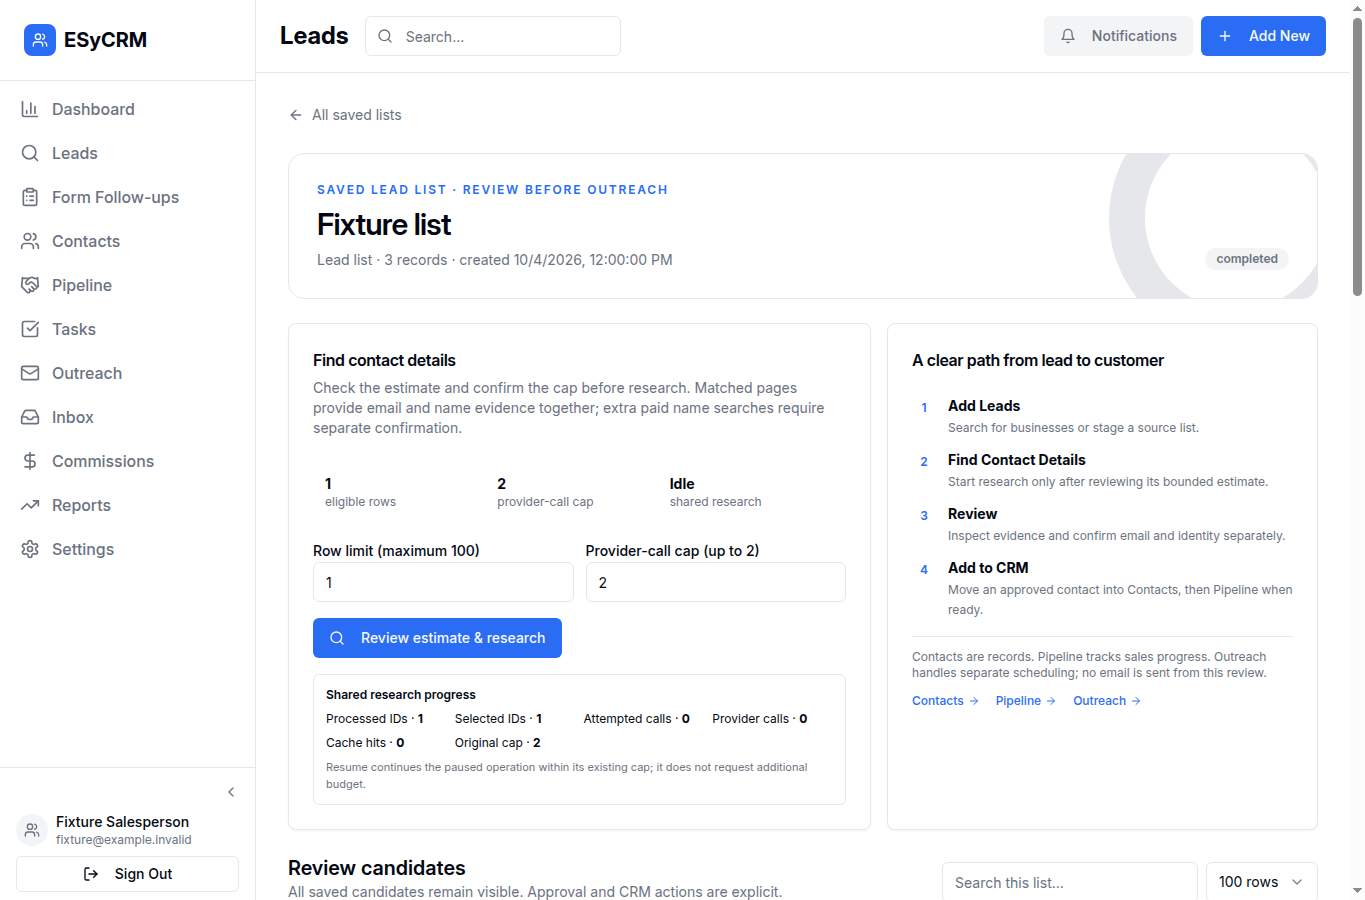 ESyCRM
Dashboard
Leads
Form Follow-ups
Contacts
Pipeline
Tasks
Outreach
Inbox
Commissions
Reports
Settings
Fixture Salesperson
fixture@example.invalid
Sign Out
Leads
Search...
Notifications
Add New
All saved lists
SAVED LEAD LIST · REVIEW BEFORE OUTREACH
Fixture list
Lead list · 3 records · created 10/4/2026, 12:00:00 PM
completed
Find contact details
Check the estimate and confirm the cap before research. Matched pages
provide email and name evidence together; extra paid name searches require
separate confirmation.
1
eligible rows
2
provider-call cap
Idle
shared research
Row limit (maximum 100)
1
Provider-call cap (up to 2)
2
Review estimate & research
Shared research progress
Processed IDs · 1
Selected IDs · 1
Attempted calls · 0
Provider calls · 0
Cache hits · 0
Original cap · 2
Resume continues the paused operation within its existing cap; it does not request additional
budget.
A clear path from lead to customer
1
Add Leads
Search for businesses or stage a source list.
2
Find Contact Details
Start research only after reviewing its bounded estimate.
3
Review
Inspect evidence and confirm email and identity separately.
4
Add to CRM
Move an approved contact into Contacts, then Pipeline when
ready.
Contacts are records. Pipeline tracks sales progress. Outreach
handles separate scheduling; no email is sent from this review.
Contacts
Pipeline
Outreach
Review candidates
All saved candidates remain visible. Approval and CRM actions are explicit.
Search this list...
100 rows